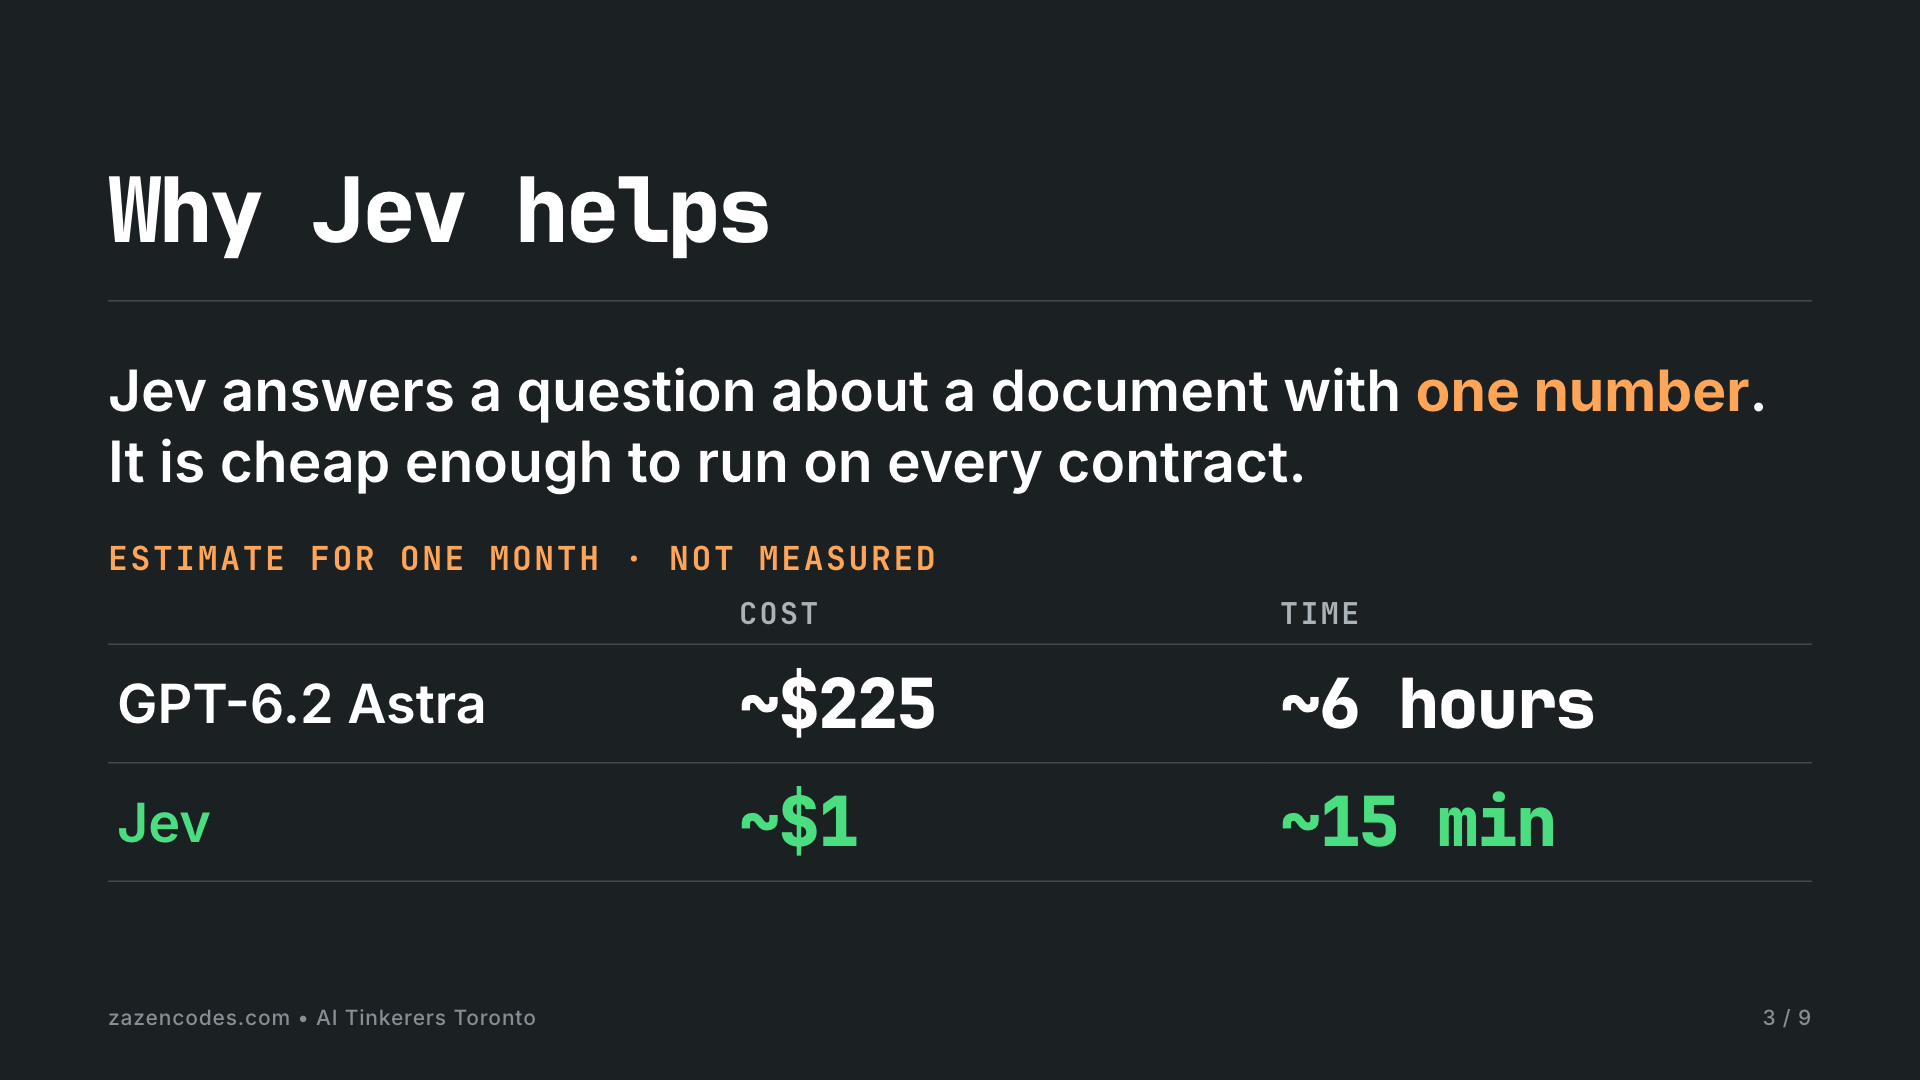 Why Jev helps
Jev answers a question about a document with one number.
It is cheap enough to run on every contract.
ESTIMATE FOR ONE MONTH · NOT MEASURED
COST TIME
GPT-6.2 Astra ~$225 ~6 hours
Jev ~$1 ~15 min
zazencodes.com • AI Tinkerers Toronto 3 / 9